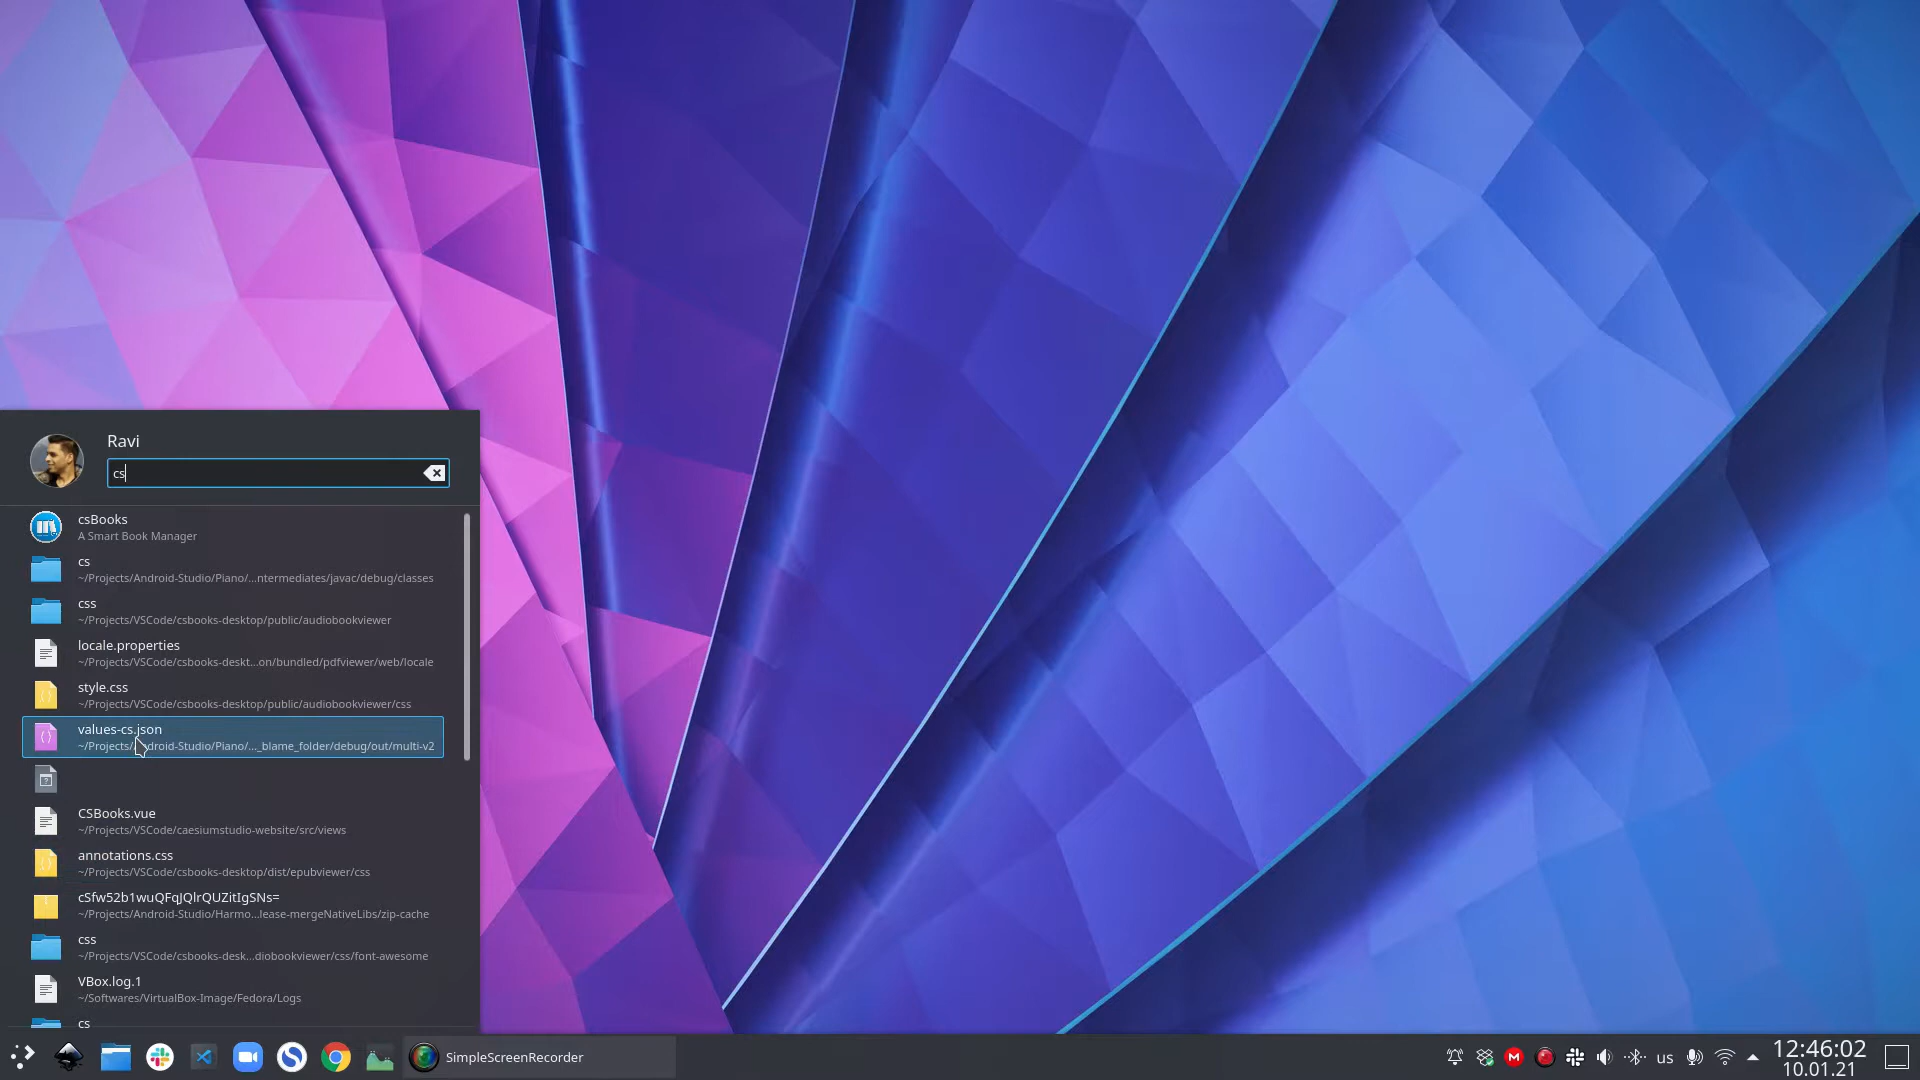 Ravi
cs
csBooks
A Smart Book Manager
cs
~/Projects/Android-Studio/Piano/...ntermediates/javac/debug/classes
css
~/Projects/VSCode/csbooks-desktop/public/audiobookviewer
locale.properties
~/Projects/VSCode/csbooks-deskt...on/bundled/pdfviewer/web/locale
style.css
~/Projects/VSCode/csbooks-desktop/public/audiobookviewer/css
values-cs.json
~/Projects/Android-Studio/Piano/..._blame_folder/debug/out/multi-v2
CSBooks.vue
~/Projects/VSCode/caesiumstudio-website/src/views
annotations.css
~/Projects/VSCode/csbooks-desktop/dist/epubviewer/css
cSfw52b1wuQFqJQlrQUZitIgSNs=
~/Projects/Android-Studio/Harmo...lease-mergeNativeLibs/zip-cache
css
~/Projects/VSCode/csbooks-desk...diobookviewer/css/font-awesome
VBox.log.1
~/Softwares/VirtualBox-Image/Fedora/Logs
cs
SimpleScreenRecorder
us
12:46:02
10.01.21